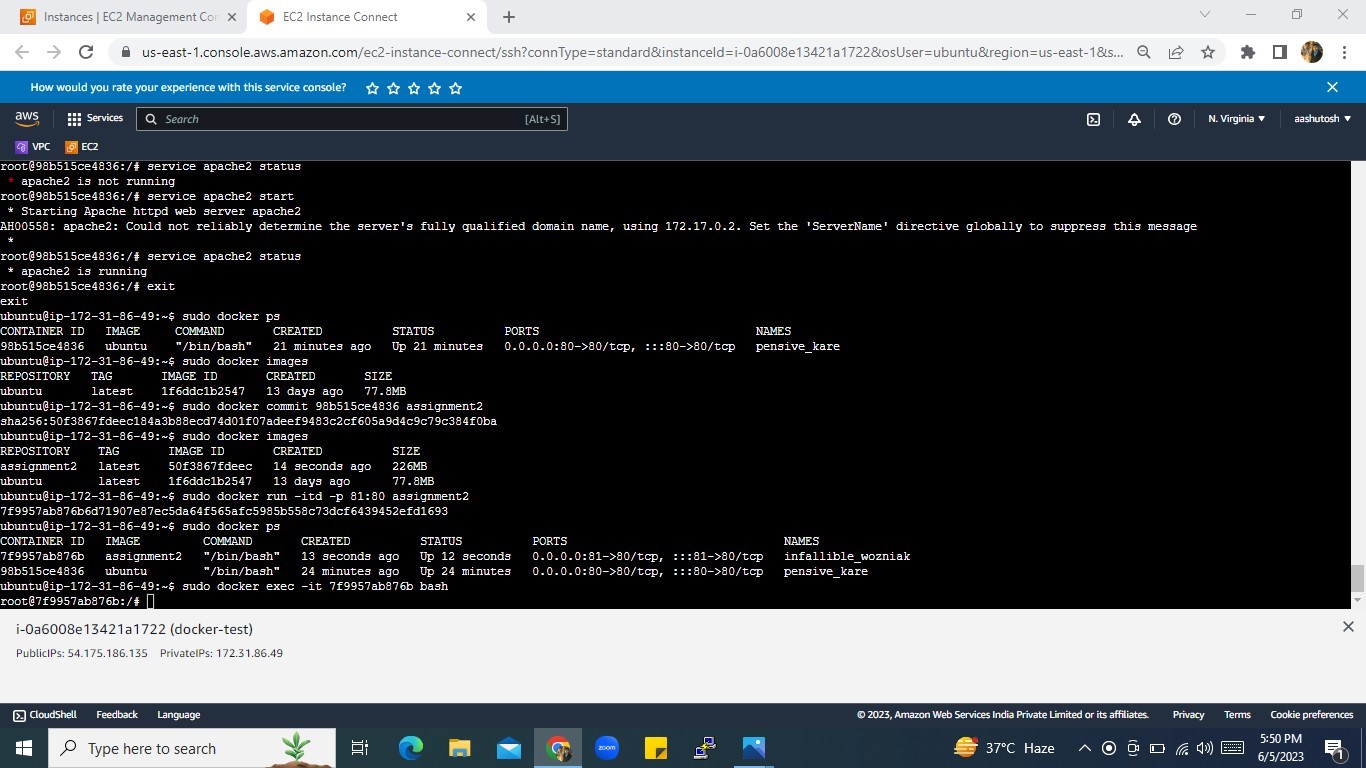 Instances | EC2 Management Con
EC2 Instance Connect
us-east-1.console.aws.amazon.com/ec2-instance-connect/ssh?connType=standard&instanceId=i-0a6008e13421a1722&osUser=ubuntu&region=us-east-1&s...
How would you rate your experience with this service console?
aws Services Search [Alt+S] N. Virginia aashutosh
VPC EC2
root@98b515ce4836:/# service apache2 status
* apache2 is not running
root@98b515ce4836:/# service apache2 start
* Starting Apache httpd web server apache2
AH00558: apache2: Could not reliably determine the server's fully qualified domain name, using 172.17.0.2. Set the 'ServerName' directive globally to suppress this message
*
root@98b515ce4836:/# service apache2 status
* apache2 is running
root@98b515ce4836:/# exit
exit
ubuntu@ip-172-31-86-49:~$ sudo docker ps
CONTAINER ID IMAGE COMMAND CREATED STATUS PORTS NAMES
98b515ce4836 ubuntu "/bin/bash" 21 minutes ago Up 21 minutes 0.0.0.0:80->80/tcp, :::80->80/tcp pensive_kare
ubuntu@ip-172-31-86-49:~$ sudo docker images
REPOSITORY TAG IMAGE ID CREATED SIZE
ubuntu latest 1f6ddc1b2547 13 days ago 77.8MB
ubuntu@ip-172-31-86-49:~$ sudo docker commit 98b515ce4836 assignment2
sha256:50f3867fdeec184a3b88ecd74d01f07adeef9483c2cf605a9d4c9c79c384f0ba
ubuntu@ip-172-31-86-49:~$ sudo docker images
REPOSITORY TAG IMAGE ID CREATED SIZE
assignment2 latest 50f3867fdeec 14 seconds ago 226MB
ubuntu latest 1f6ddc1b2547 13 days ago 77.8MB
ubuntu@ip-172-31-86-49:~$ sudo docker run -itd -p 81:80 assignment2
7f9957ab876b6d71907e87ec5da64f565afc5985b558c73dcf6439452efd1693
ubuntu@ip-172-31-86-49:~$ sudo docker ps
CONTAINER ID IMAGE COMMAND CREATED STATUS PORTS NAMES
7f9957ab876b assignment2 "/bin/bash" 13 seconds ago Up 12 seconds 0.0.0.0:81->80/tcp, :::81->80/tcp infallible_wozniak
98b515ce4836 ubuntu "/bin/bash" 24 minutes ago Up 24 minutes 0.0.0.0:80->80/tcp, :::80->80/tcp pensive_kare
ubuntu@ip-172-31-86-49:~$ sudo docker exec -it 7f9957ab876b bash
root@7f9957ab876b:/#
i-0a6008e13421a1722 (docker-test)
PublicIPs: 54.175.186.135 PrivateIPs: 172.31.86.49
CloudShell Feedback Language © 2023, Amazon Web Services India Private Limited or its affiliates. Privacy Terms Cookie preferences
Type here to search zoom 37°C Haze 5:50 PM
6/5/2023 1